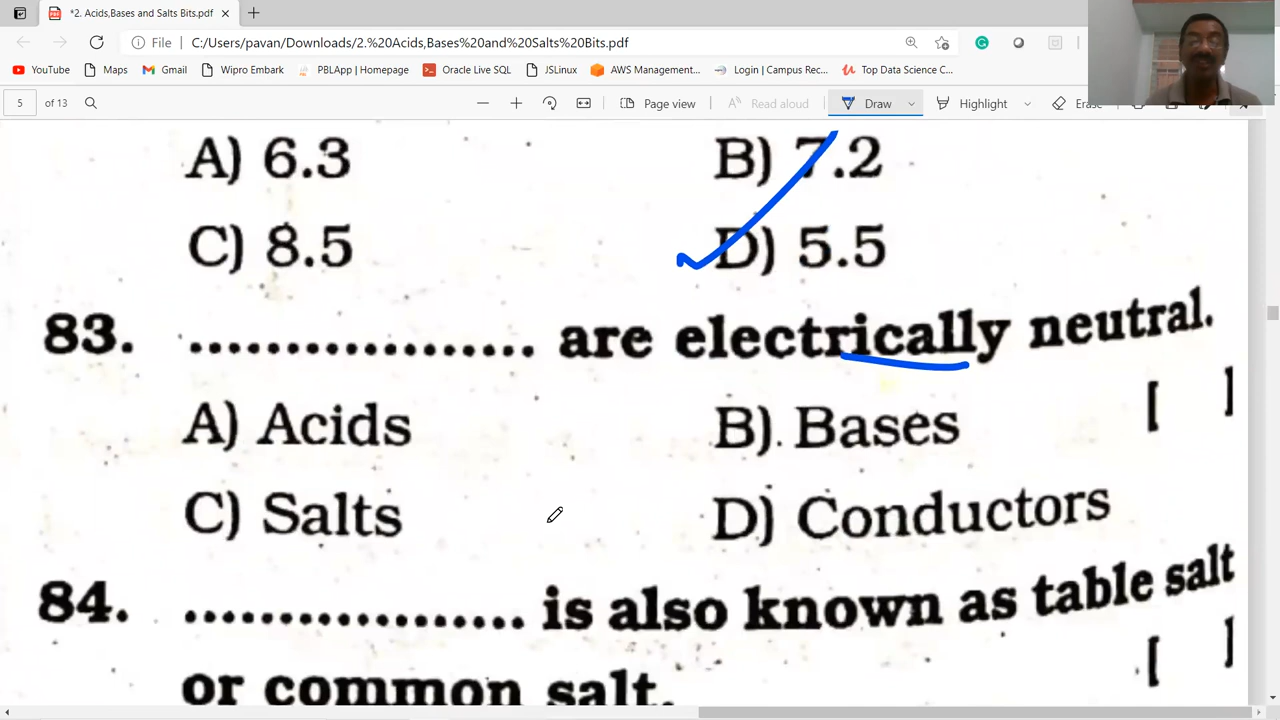 *2. Acids,Bases and Salts Bits.pdf
File C:/Users/pavan/Downloads/2.%20Acids,Bases%20and%20Salts%20Bits.pdf
YouTube Maps Gmail Wipro Embark PBLApp | Homepage Online e SQL JSLinux AWS Management... Login | Campus Rec... Top Data Science C...
5 of 13 Page view Read aloud Draw Highlight Erase
A) 6.3 B) 7.2
C) 8.5 D) 5.5
83. .................. are electrically neutral.
[ ]
A) Acids B) Bases
C) Salts D) Conductors
84. .................. is also known as table salt
or common salt. [ ]